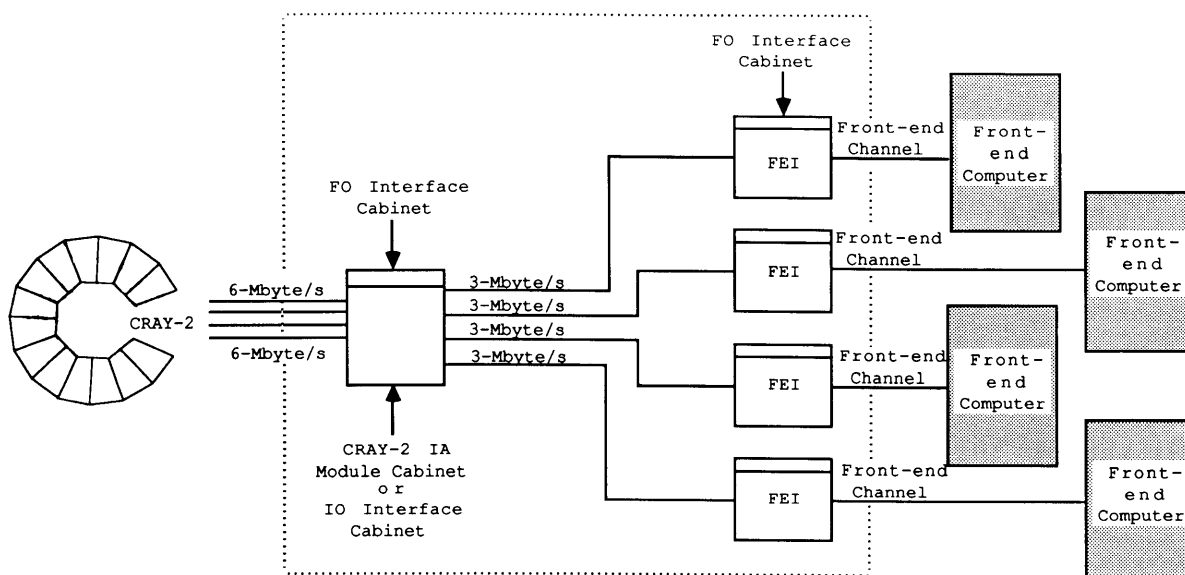 FO Interface
Cabinet
Front-end
Channel
FEI
Front-
end
Computer
FO Interface
Cabinet
Front-end
Channel
FEI
Front-
end
Computer
6-Mbyte/s
3-Mbyte/s
3-Mbyte/s
CRAY-2
3-Mbyte/s
6-Mbyte/s
3-Mbyte/s
Front-end
Channel
FEI
Front-
end
Computer
CRAY-2 IA
Module Cabinet
or
IO Interface
Cabinet
Front-end
Channel
FEI
Front-
end
Computer